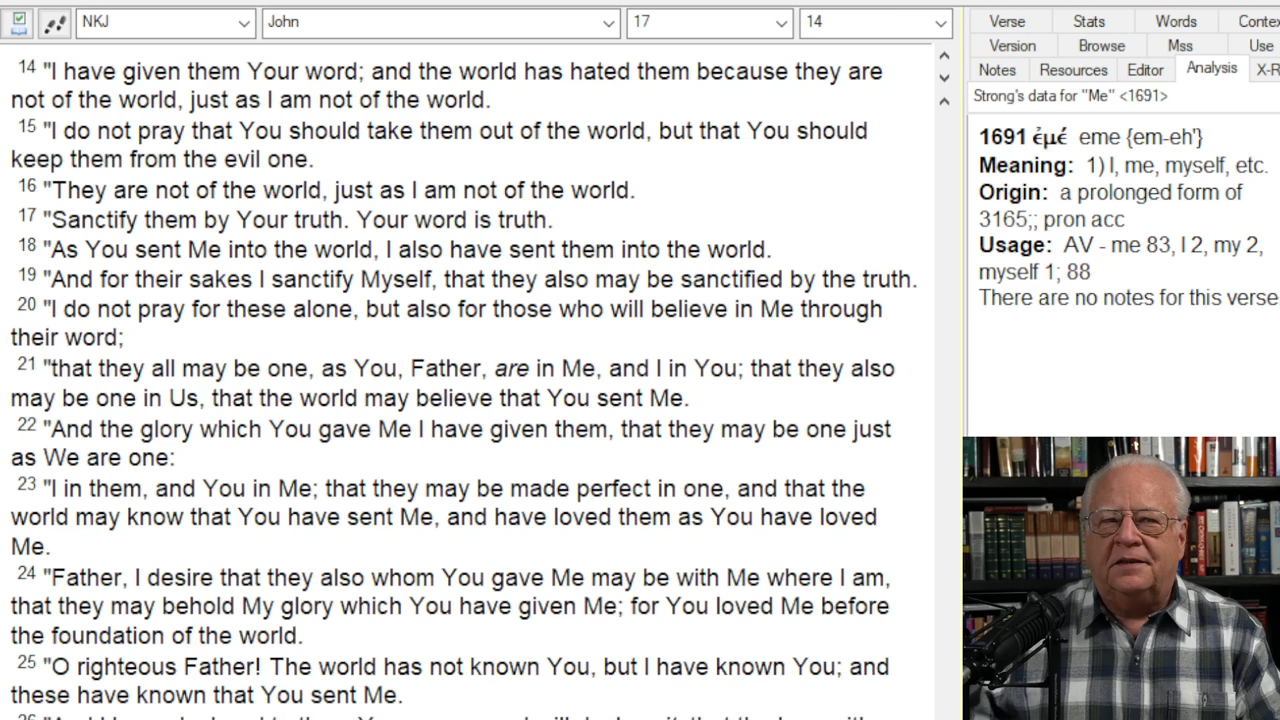 NKJ John 17 14
14 "I have given them Your word; and the world has hated them because they are
not of the world, just as I am not of the world.
15 "I do not pray that You should take them out of the world, but that You should
keep them from the evil one.
16 "They are not of the world, just as I am not of the world.
17 "Sanctify them by Your truth. Your word is truth.
18 "As You sent Me into the world, I also have sent them into the world.
19 "And for their sakes I sanctify Myself, that they also may be sanctified by the truth.
20 "I do not pray for these alone, but also for those who will believe in Me through
their word;
21 "that they all may be one, as You, Father, are in Me, and I in You; that they also
may be one in Us, that the world may believe that You sent Me.
22 "And the glory which You gave Me I have given them, that they may be one just
as We are one:
23 "I in them, and You in Me; that they may be made perfect in one, and that the
world may know that You have sent Me, and have loved them as You have loved
Me.
24 "Father, I desire that they also whom You gave Me may be with Me where I am,
that they may behold My glory which You have given Me; for You loved Me before
the foundation of the world.
25 "O righteous Father! The world has not known You, but I have known You; and
these have known that You sent Me.
Verse Stats Words Contex
Version Browse Mss Use
Notes Resources Editor Analysis X-R
Strong's data for "Me" <1691>
1691 ἐμέ eme {em-eh'}
Meaning: 1) I, me, myself, etc.
Origin: a prolonged form of
3165;; pron acc
Usage: AV - me 83, I 2, my 2,
myself 1; 88
There are no notes for this verse